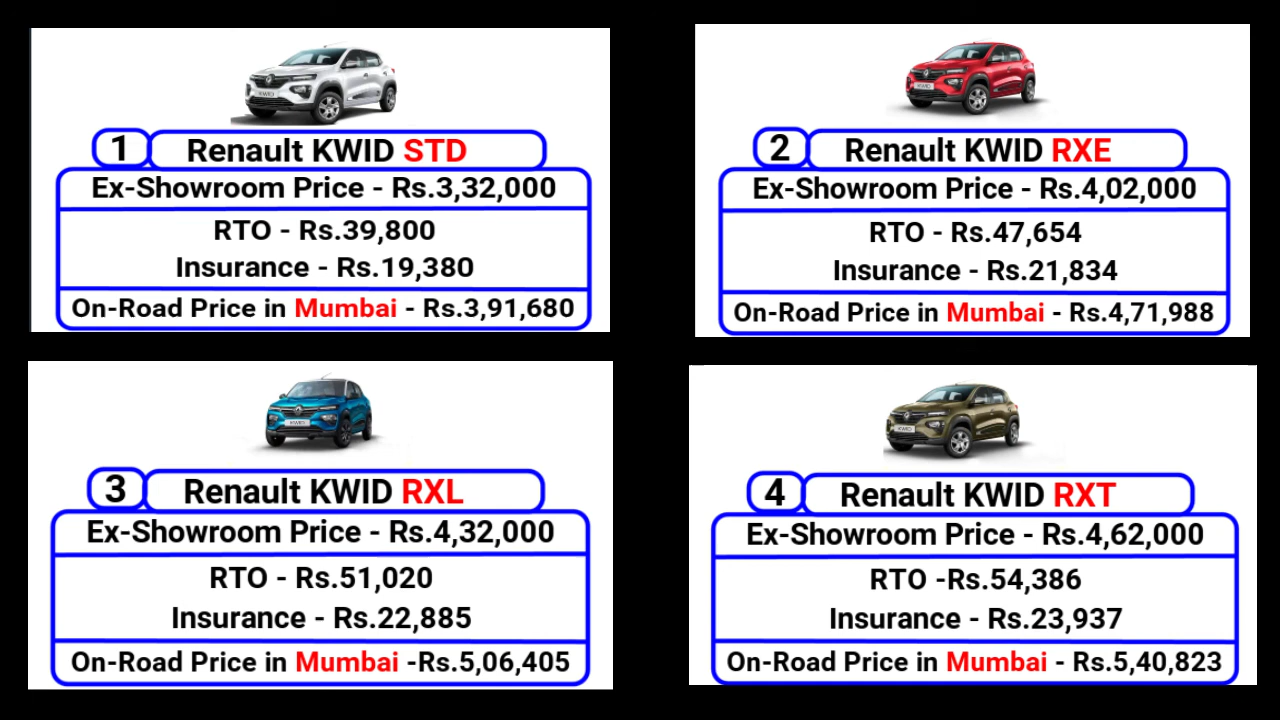 KWID
1
Renault KWID STD
Ex-Showroom Price - Rs.3,32,000
RTO - Rs.39,800
Insurance - Rs.19,380
On-Road Price in Mumbai - Rs.3,91,680
KWID
2
Renault KWID RXE
Ex-Showroom Price - Rs.4,02,000
RTO - Rs.47,654
Insurance - Rs.21,834
On-Road Price in Mumbai - Rs.4,71,988
KWID
3
Renault KWID RXL
Ex-Showroom Price - Rs.4,32,000
RTO - Rs.51,020
Insurance - Rs.22,885
On-Road Price in Mumbai -Rs.5,06,405
KWID
4
Renault KWID RXT
Ex-Showroom Price - Rs.4,62,000
RTO -Rs.54,386
Insurance - Rs.23,937
On-Road Price in Mumbai - Rs.5,40,823